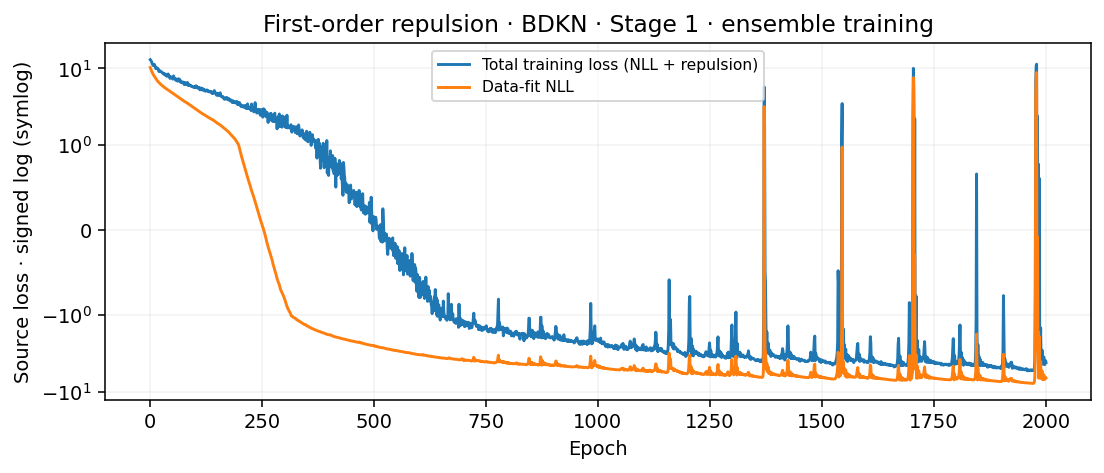 First-order repulsion · BDKN · Stage 1 · ensemble training
Total training loss (NLL + repulsion)
Data-fit NLL
Source loss · signed log (symlog)
10¹
10⁰
0
−10⁰
−10¹
0 250 500 750 1000 1250 1500 1750 2000
Epoch